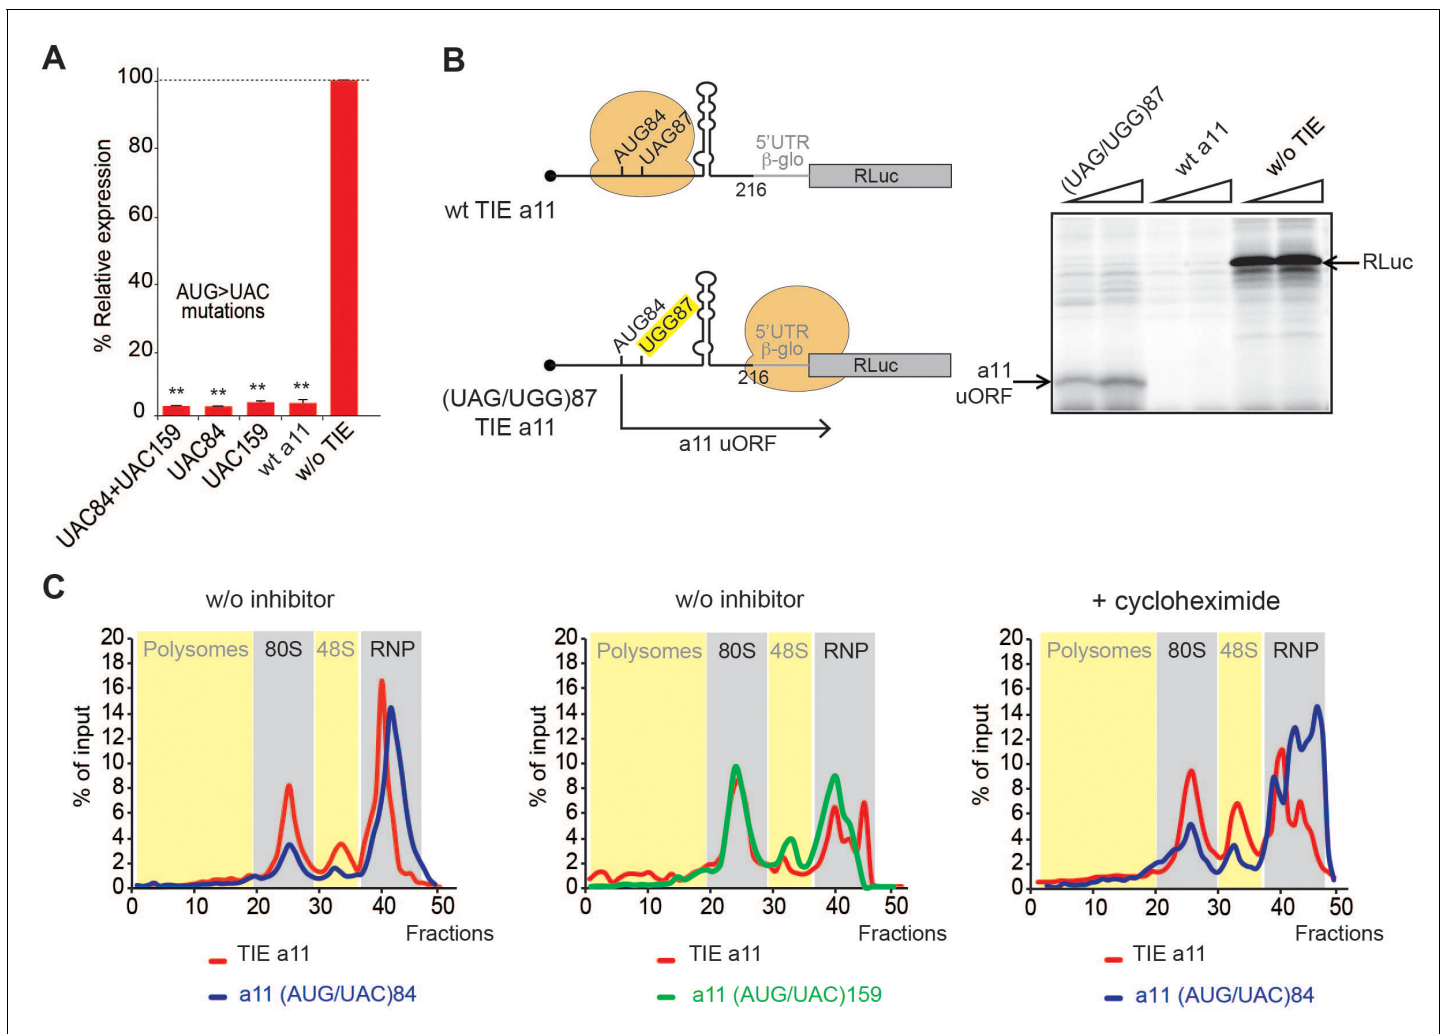 A
% Relative expression
100
80
60
40
20
0
AUG>UAC
mutations
**
**
**
**
UAC84+UAC159
UAC84
UAC159
wt a11
w/o TIE
B
AUG84
UAG87
5'UTR
β-glo
216
RLuc
wt TIE a11
AUG84
UGG87
5'UTR
β-glo
216
RLuc
(UAG/UGG)87
TIE a11
a11 uORF
(UAG/UGG)87
wt a11
w/o TIE
RLuc
a11
uORF
C
w/o inhibitor
Polysomes
80S
48S
RNP
% of input
20
18
16
14
12
10
8
6
4
2
0
0
10
20
30
40
50
Fractions
TIE a11
a11 (AUG/UAC)84
w/o inhibitor
Polysomes
80S
48S
RNP
% of input
20
18
16
14
12
10
8
6
4
2
0
0
10
20
30
40
50
Fractions
TIE a11
a11 (AUG/UAC)159
+ cycloheximide
Polysomes
80S
48S
RNP
% of input
20
18
16
14
12
10
8
6
4
2
0
0
10
20
30
40
50
Fractions
TIE a11
a11 (AUG/UAC)84